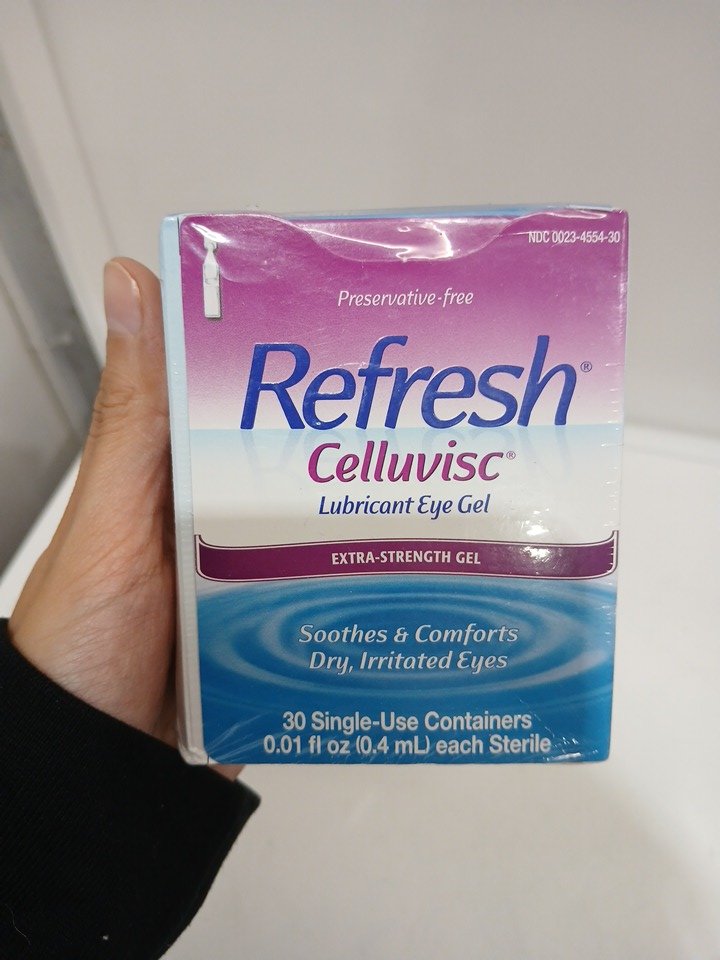 NDC 0023-4554-30
Preservative-free
Refresh®
Celluvisc®
Lubricant Eye Gel
EXTRA-STRENGTH GEL
Soothes & Comforts
Dry, Irritated Eyes
30 Single-Use Containers
0.01 fl oz (0.4 mL) each Sterile